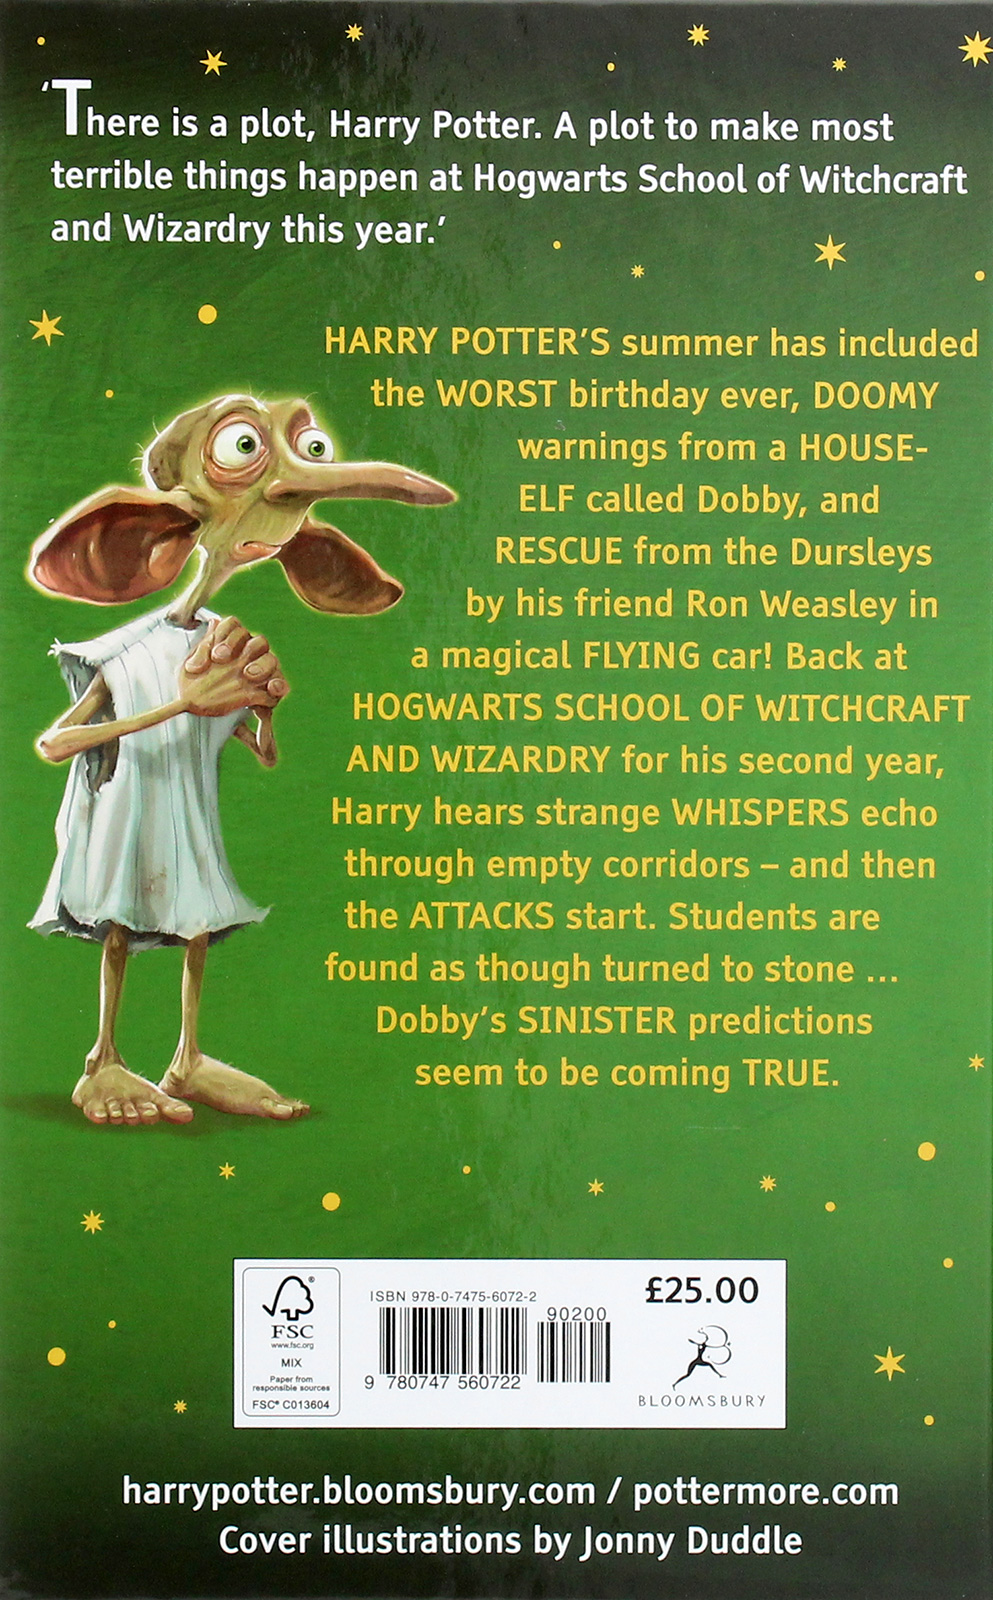 ‘There is a plot, Harry Potter. A plot to make most
terrible things happen at Hogwarts School of Witchcraft
and Wizardry this year.’
HARRY POTTER’S summer has included
the WORST birthday ever, DOOMY
warnings from a HOUSE-
ELF called Dobby, and
RESCUE from the Dursleys
by his friend Ron Weasley in
a magical FLYING car! Back at
HOGWARTS SCHOOL OF WITCHCRAFT
AND WIZARDRY for his second year,
Harry hears strange WHISPERS echo
through empty corridors – and then
the ATTACKS start. Students are
found as though turned to stone ...
Dobby’s SINISTER predictions
seem to be coming TRUE.
®
FSC
www.fsc.org
MIX
Paper from
responsible sources
FSC® C013604
ISBN 978-0-7475-6072-2
90200
9 780747 560722
£25.00
BLOOMSBURY
harrypotter.bloomsbury.com / pottermore.com
Cover illustrations by Jonny Duddle